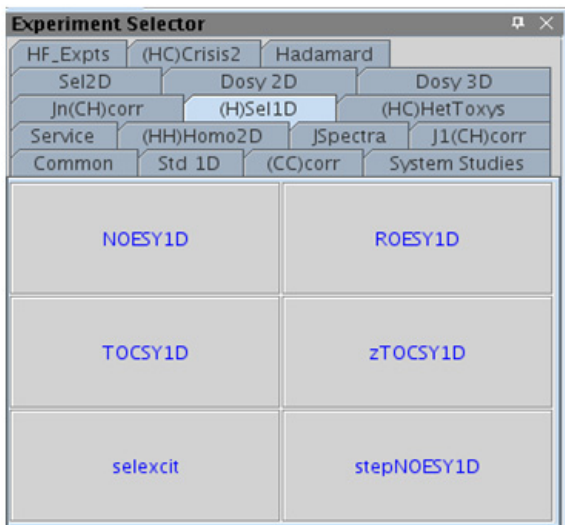 Experiment Selector
HF_Expts (HC)Crisis2 Hadamard
Sel2D Dosy 2D Dosy 3D
Jn(CH)corr (H)Sel1D (HC)HetToxys
Service (HH)Homo2D JSpectra J1(CH)corr
Common Std 1D (CC)corr System Studies
NOESY1D ROESY1D
TOCSY1D zTOCSY1D
selexcit stepNOESY1D